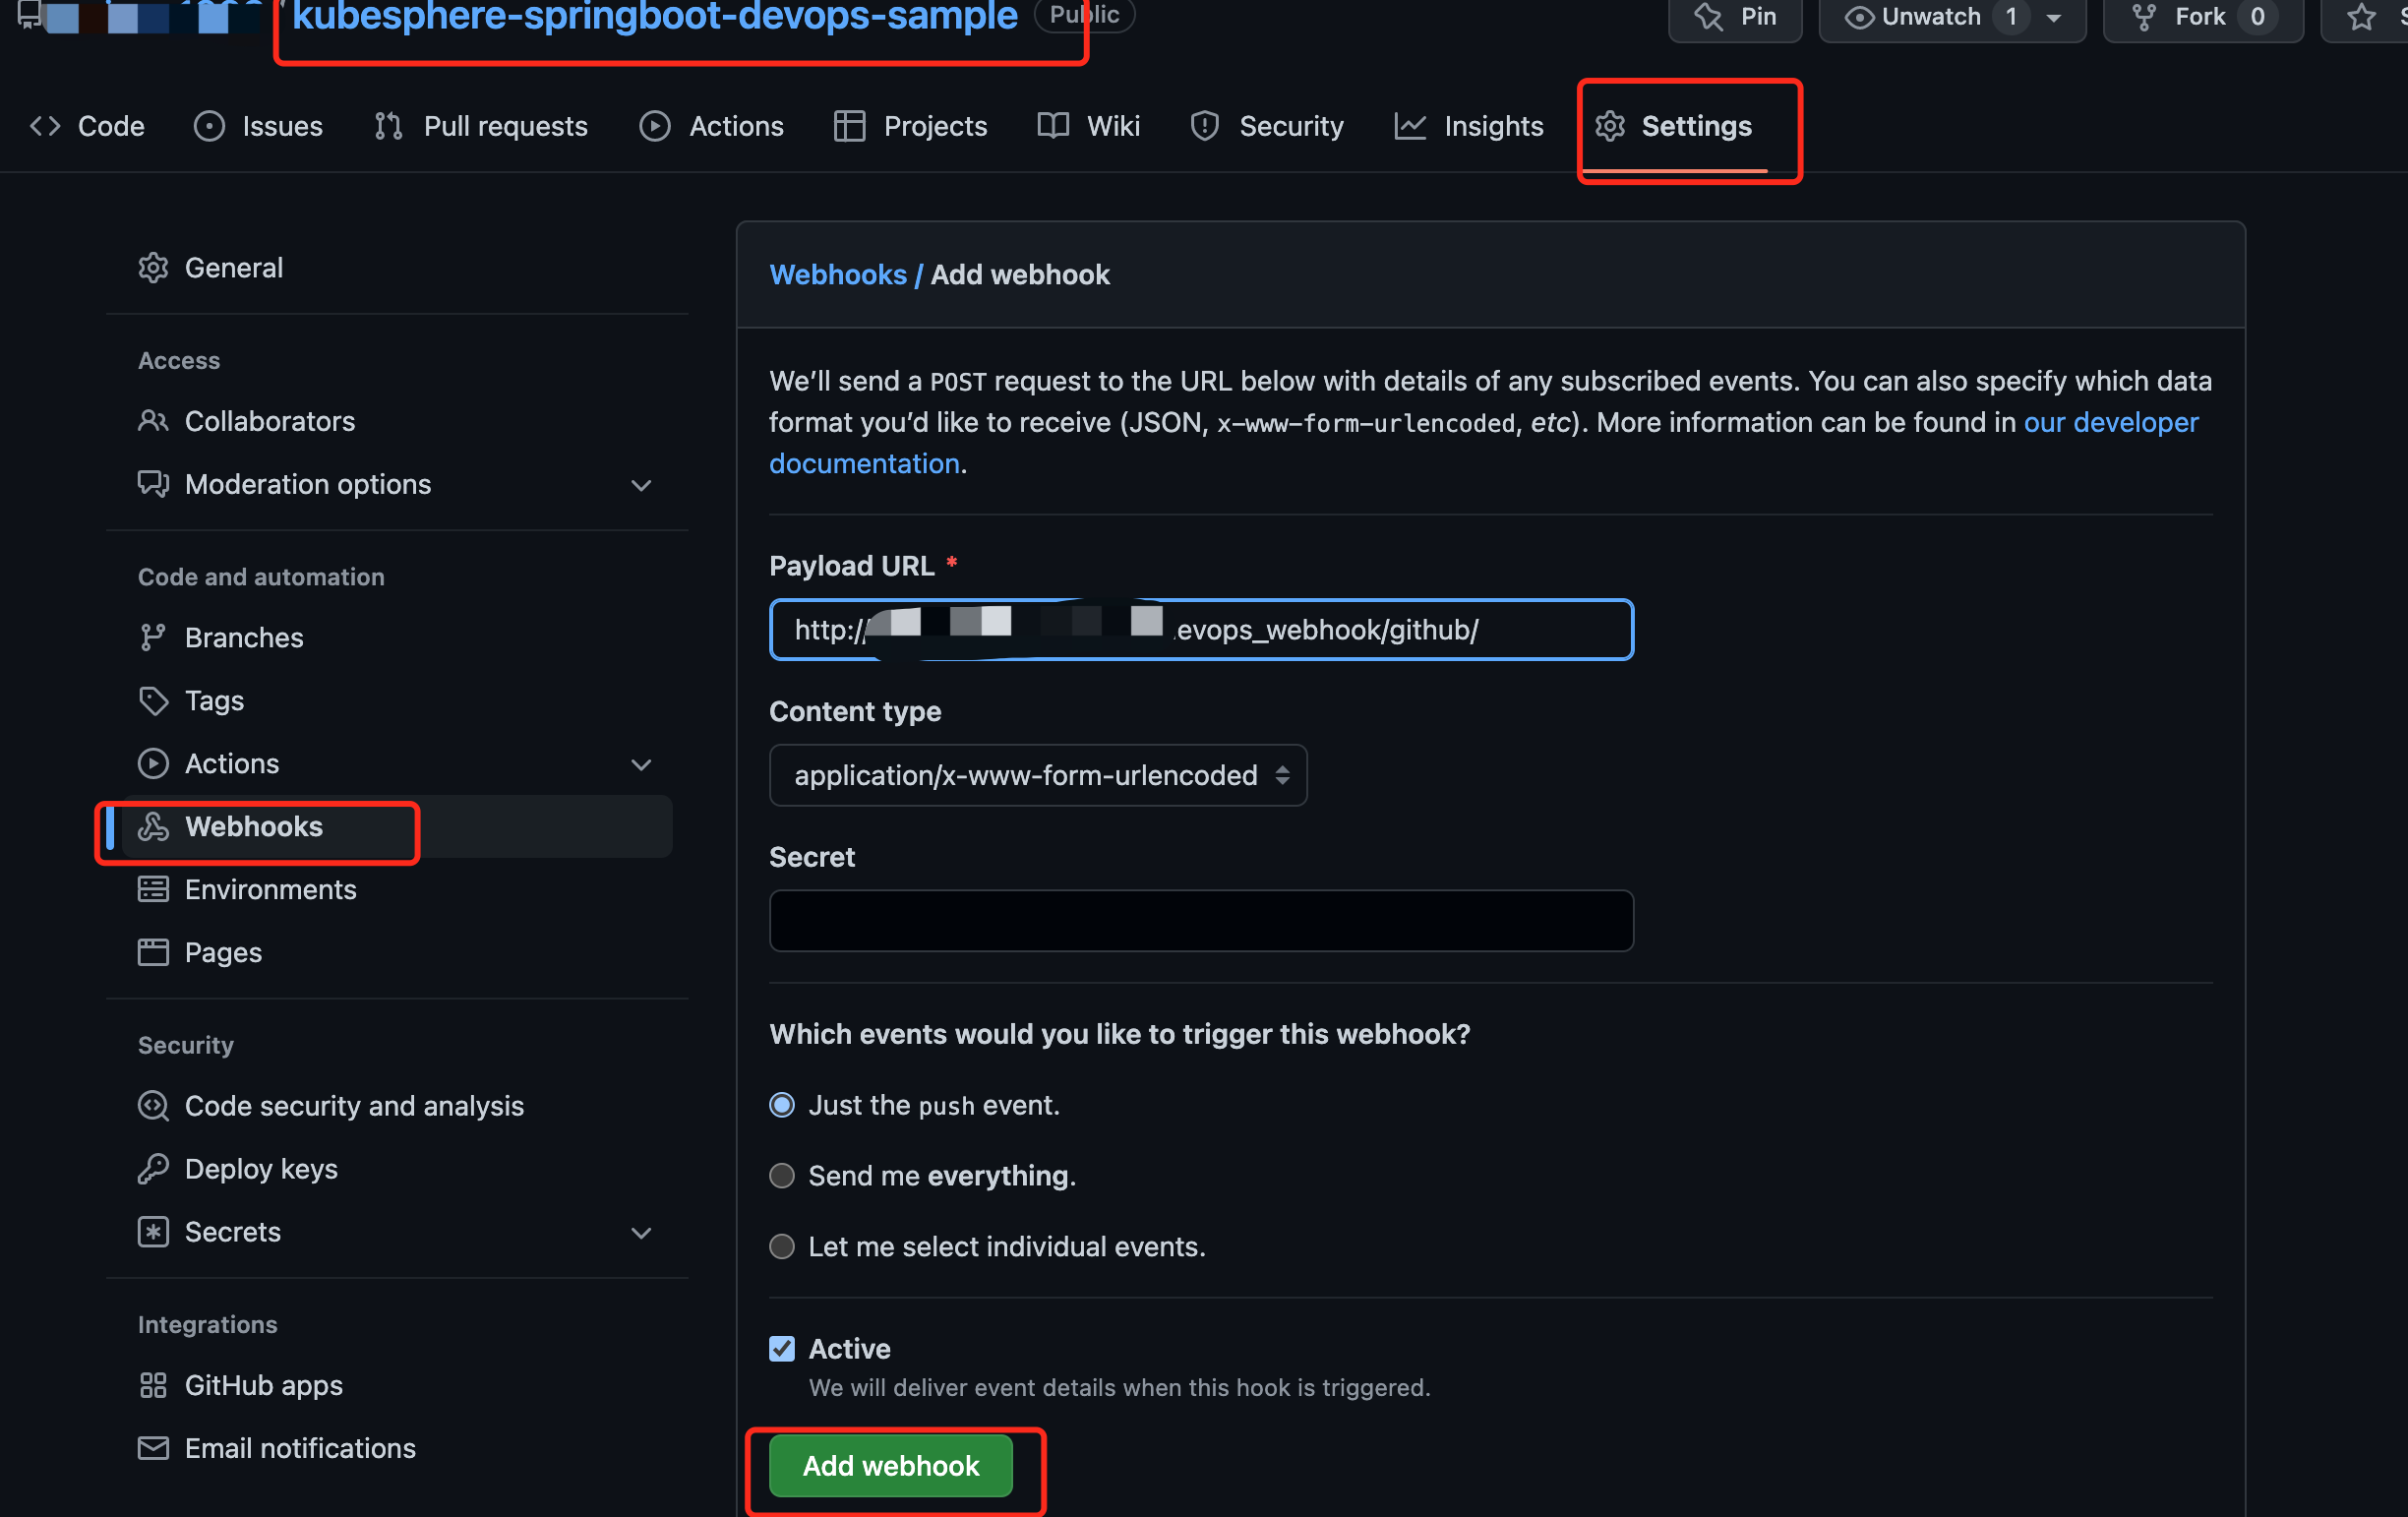 kubesphere-springboot-devops-sample Public Pin Unwatch 1 Fork 0
Code Issues Pull requests Actions Projects Wiki Security Insights Settings
General
Access
Collaborators
Moderation options
Code and automation
Branches
Tags
Actions
Webhooks
Environments
Pages
Security
Code security and analysis
Deploy keys
Secrets
Integrations
GitHub apps
Email notifications
Webhooks / Add webhook
We’ll send a POST request to the URL below with details of any subscribed events. You can also specify which data
format you’d like to receive (JSON, x-www-form-urlencoded, etc). More information can be found in our developer
documentation.
Payload URL *
http:// evops_webhook/github/
Content type
application/x-www-form-urlencoded
Secret
Which events would you like to trigger this webhook?
Just the push event.
Send me everything.
Let me select individual events.
Active
We will deliver event details when this hook is triggered.
Add webhook